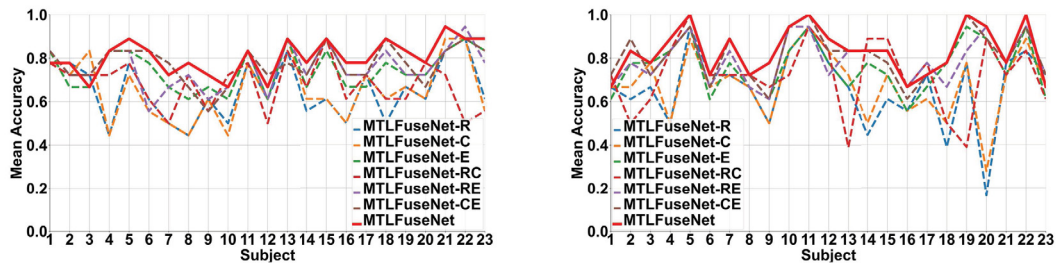 Mean Accuracy
1.0
0.8
0.6
0.4
0.2
0.0
MTLFuseNet-R
MTLFuseNet-C
MTLFuseNet-E
MTLFuseNet-RC
MTLFuseNet-RE
MTLFuseNet-CE
MTLFuseNet
1 2 3 4 5 6 7 8 9 10 11 12 13 14 15 16 17 18 19 20 21 22 23
Subject
Mean Accuracy
1.0
0.8
0.6
0.4
0.2
0.0
MTLFuseNet-R
MTLFuseNet-C
MTLFuseNet-E
MTLFuseNet-RC
MTLFuseNet-RE
MTLFuseNet-CE
MTLFuseNet
1 2 3 4 5 6 7 8 9 10 11 12 13 14 15 16 17 18 19 20 21 22 23
Subject